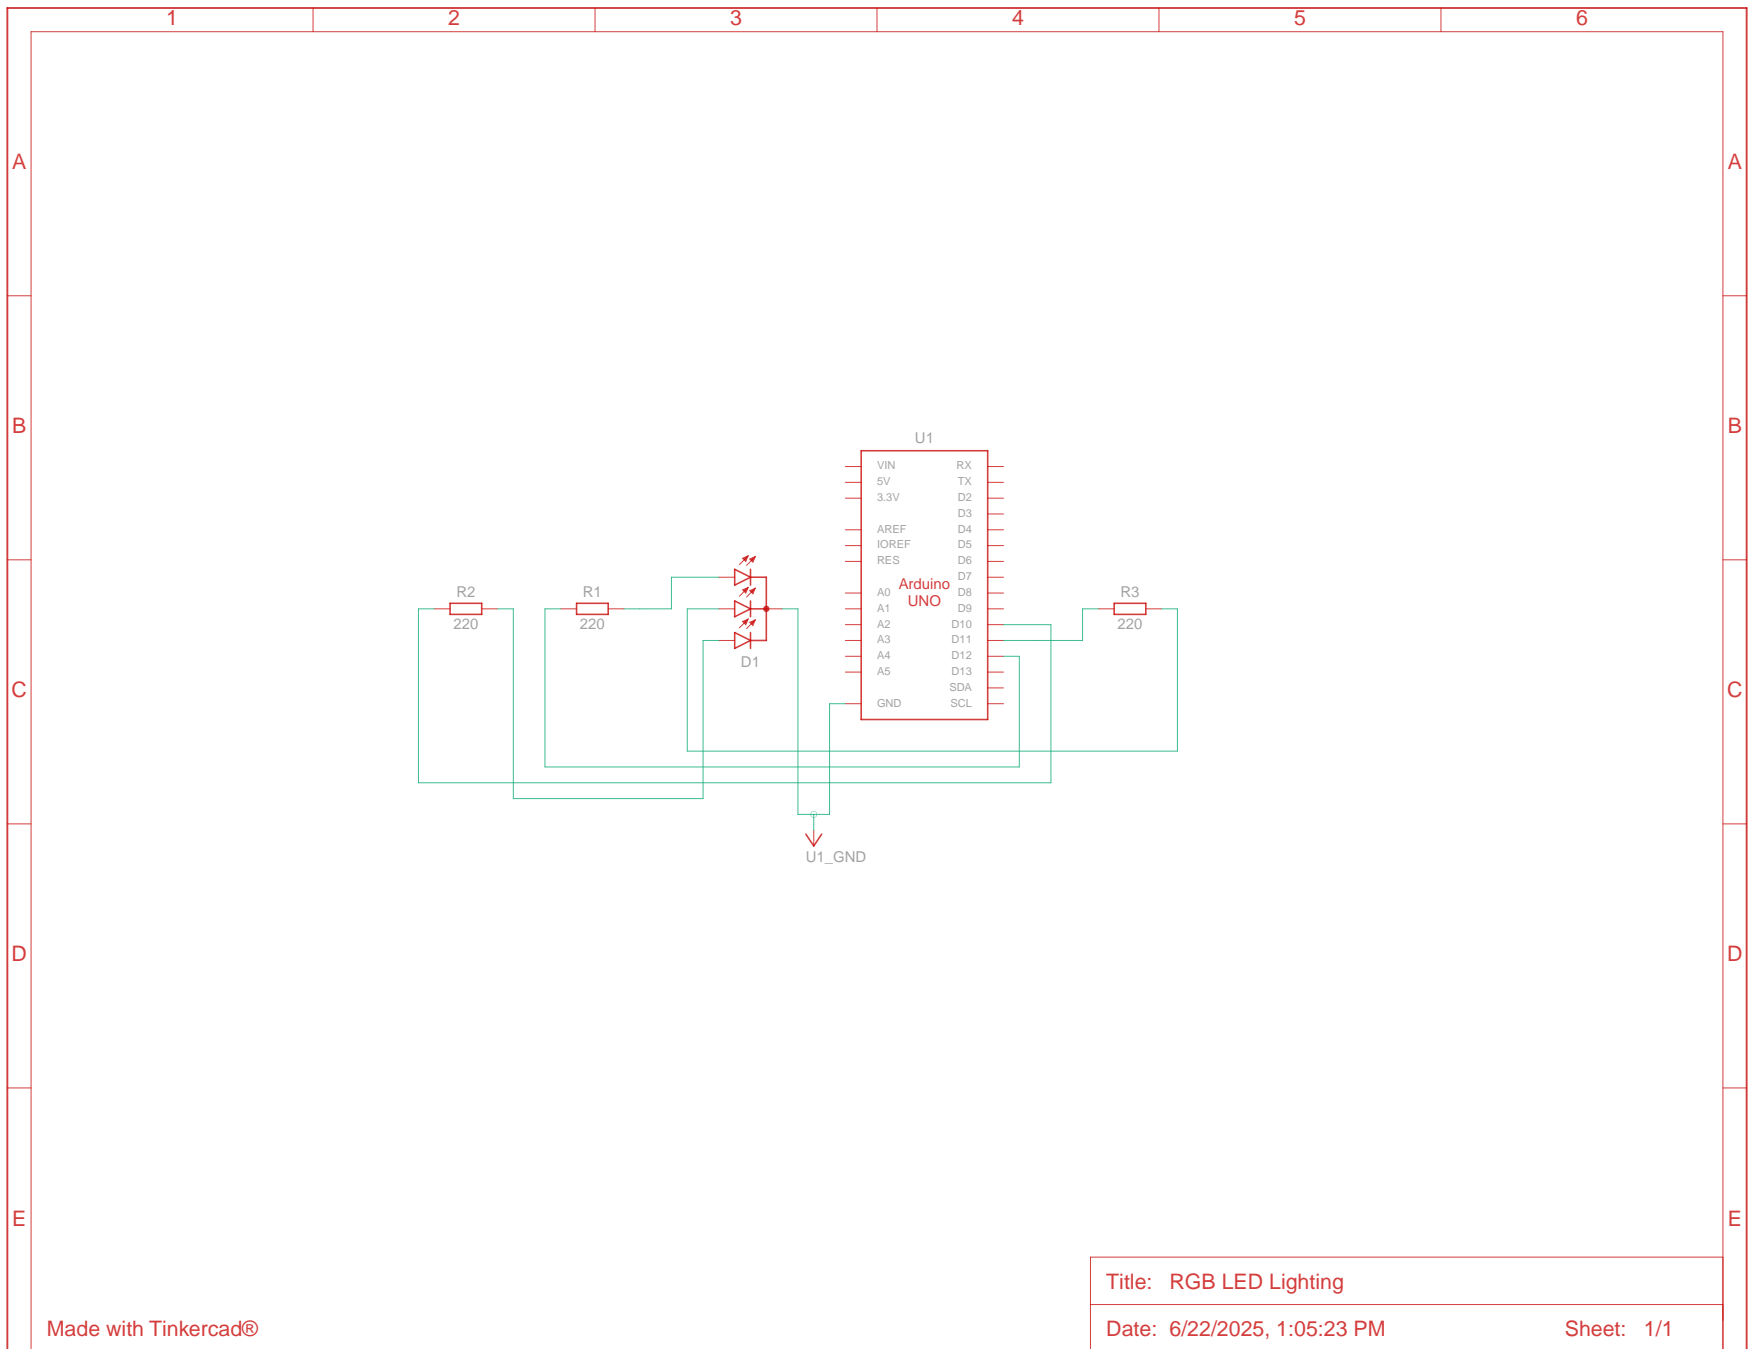 1 2 3 4 5 6
A A
B B
U1
VIN RX
5V TX
3.3V D2
D3
AREF D4
IOREF D5
RES D6
D7
Arduino
A0 D8
UNO
A1 D9
A2 D10
A3 D11
A4 D12
A5 D13
SDA
GND SCL
R2 R1 R3
220 220 220
D1
C C
U1_GND
D D
E E
Title: RGB LED Lighting
Made with Tinkercad® Date: 6/22/2025, 1:05:23 PM Sheet: 1/1